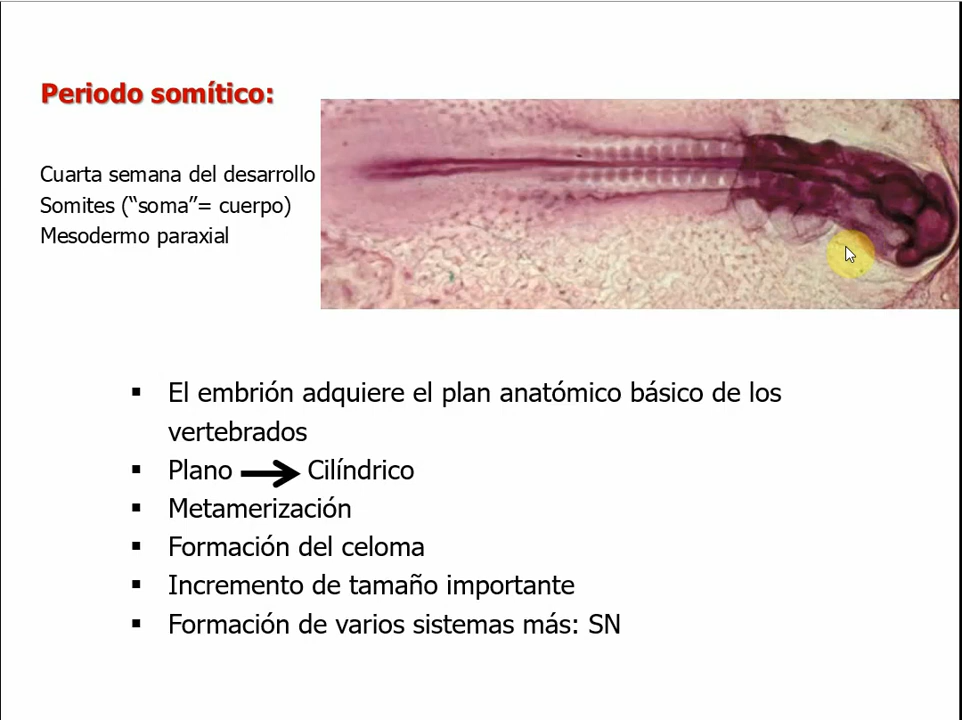 Periodo somítico:
Cuarta semana del desarrollo
Somites (“soma”= cuerpo)
Mesodermo paraxial
▪ El embrión adquiere el plan anatómico básico de los
vertebrados
▪ Plano → Cilíndrico
▪ Metamerización
▪ Formación del celoma
▪ Incremento de tamaño importante
▪ Formación de varios sistemas más: SN